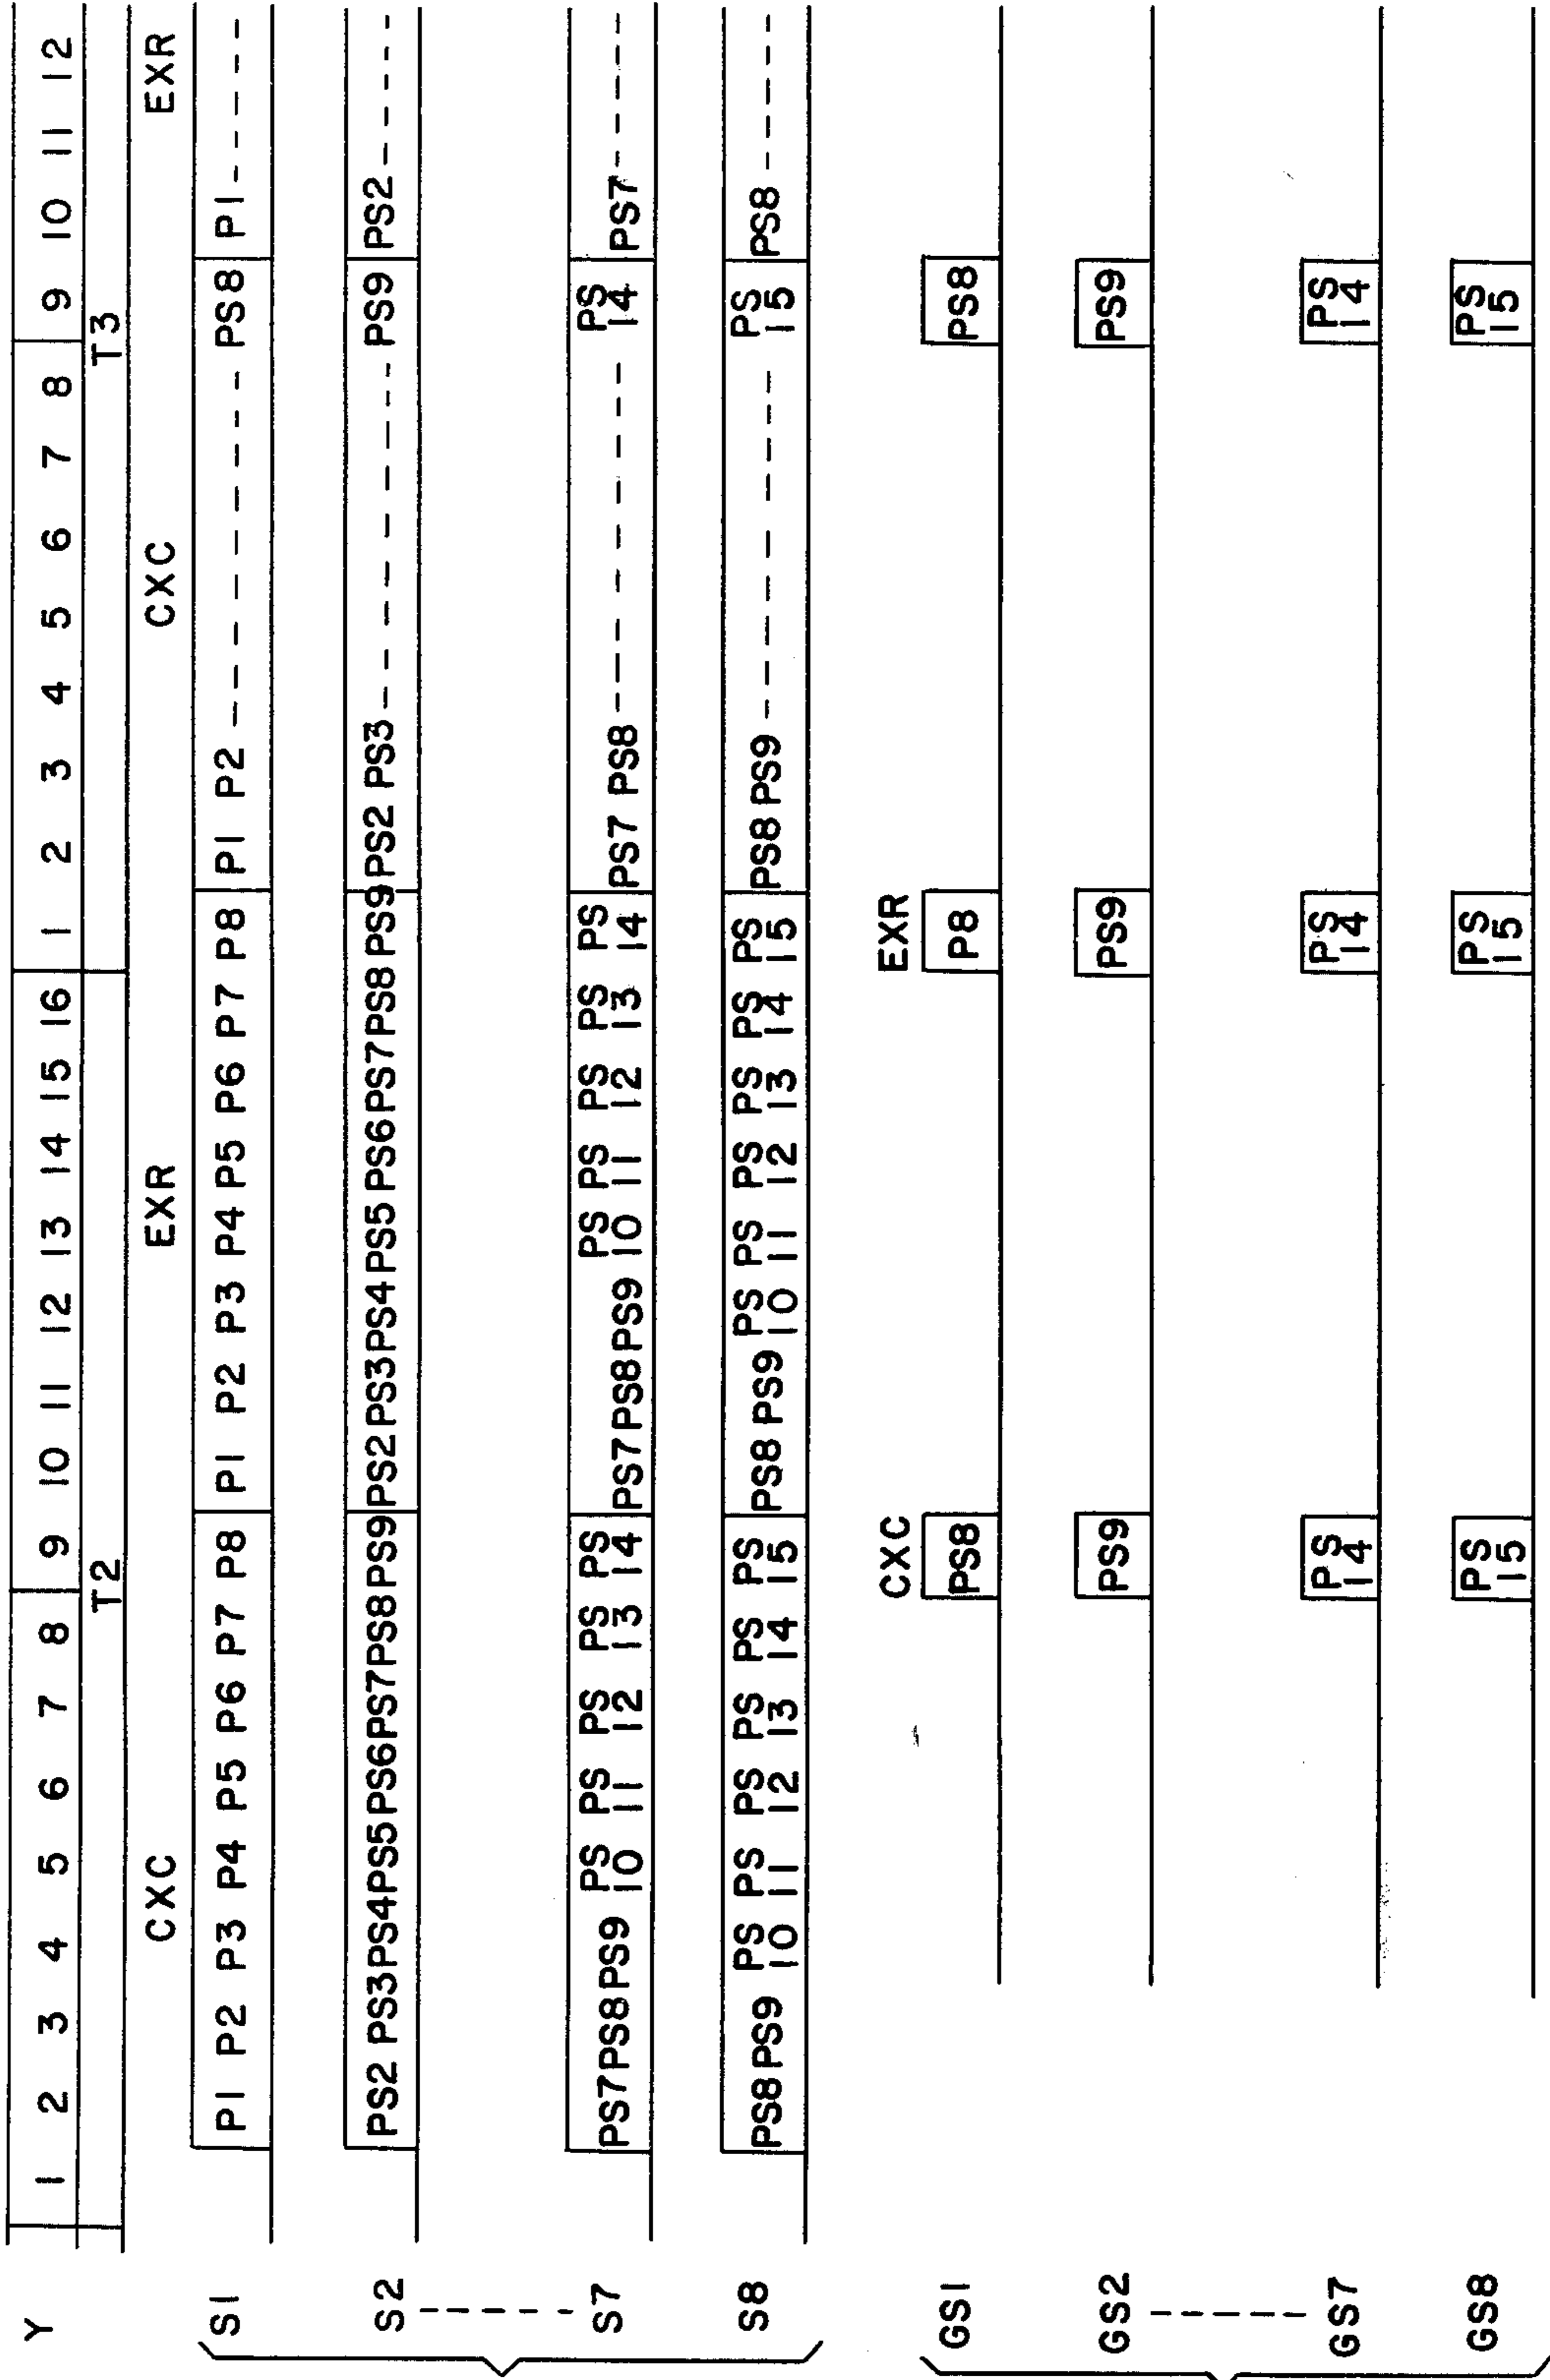 Y 1 2 3 4 5 6 7 8 9 10 11 12 13 14 15 16 1 2 3 4 5 6 7 8 9 10 11 12
T2 T3
CXC EXR CXC EXR
S1 P1 P2 P3 P4 P5 P6 P7 P8 P1 P2 P3 P4 P5 P6 P7 P8 P1 P2 PS8 P1
S2 PS2 PS3 PS4 PS5 PS6 PS7 PS8 PS9 PS2 PS3 PS4 PS5 PS6 PS7 PS8 PS9 PS2 PS3 PS9 PS2
S7 PS7 PS8 PS9 PS10 PS11 PS12 PS13 PS14 PS7 PS8 PS9 PS10 PS11 PS12 PS13 PS14 PS7 PS8 PS14 PS7
S8 PS8 PS9 PS10 PS11 PS12 PS13 PS14 PS15 PS8 PS9 PS10 PS11 PS12 PS13 PS14 PS15 PS8 PS9 PS15 PS8
CXC EXR
GS1 PS8 P8 PS8
GS2 PS9 PS9 PS9
GS7 PS14 PS14 PS14
GS8 PS15 PS15 PS15